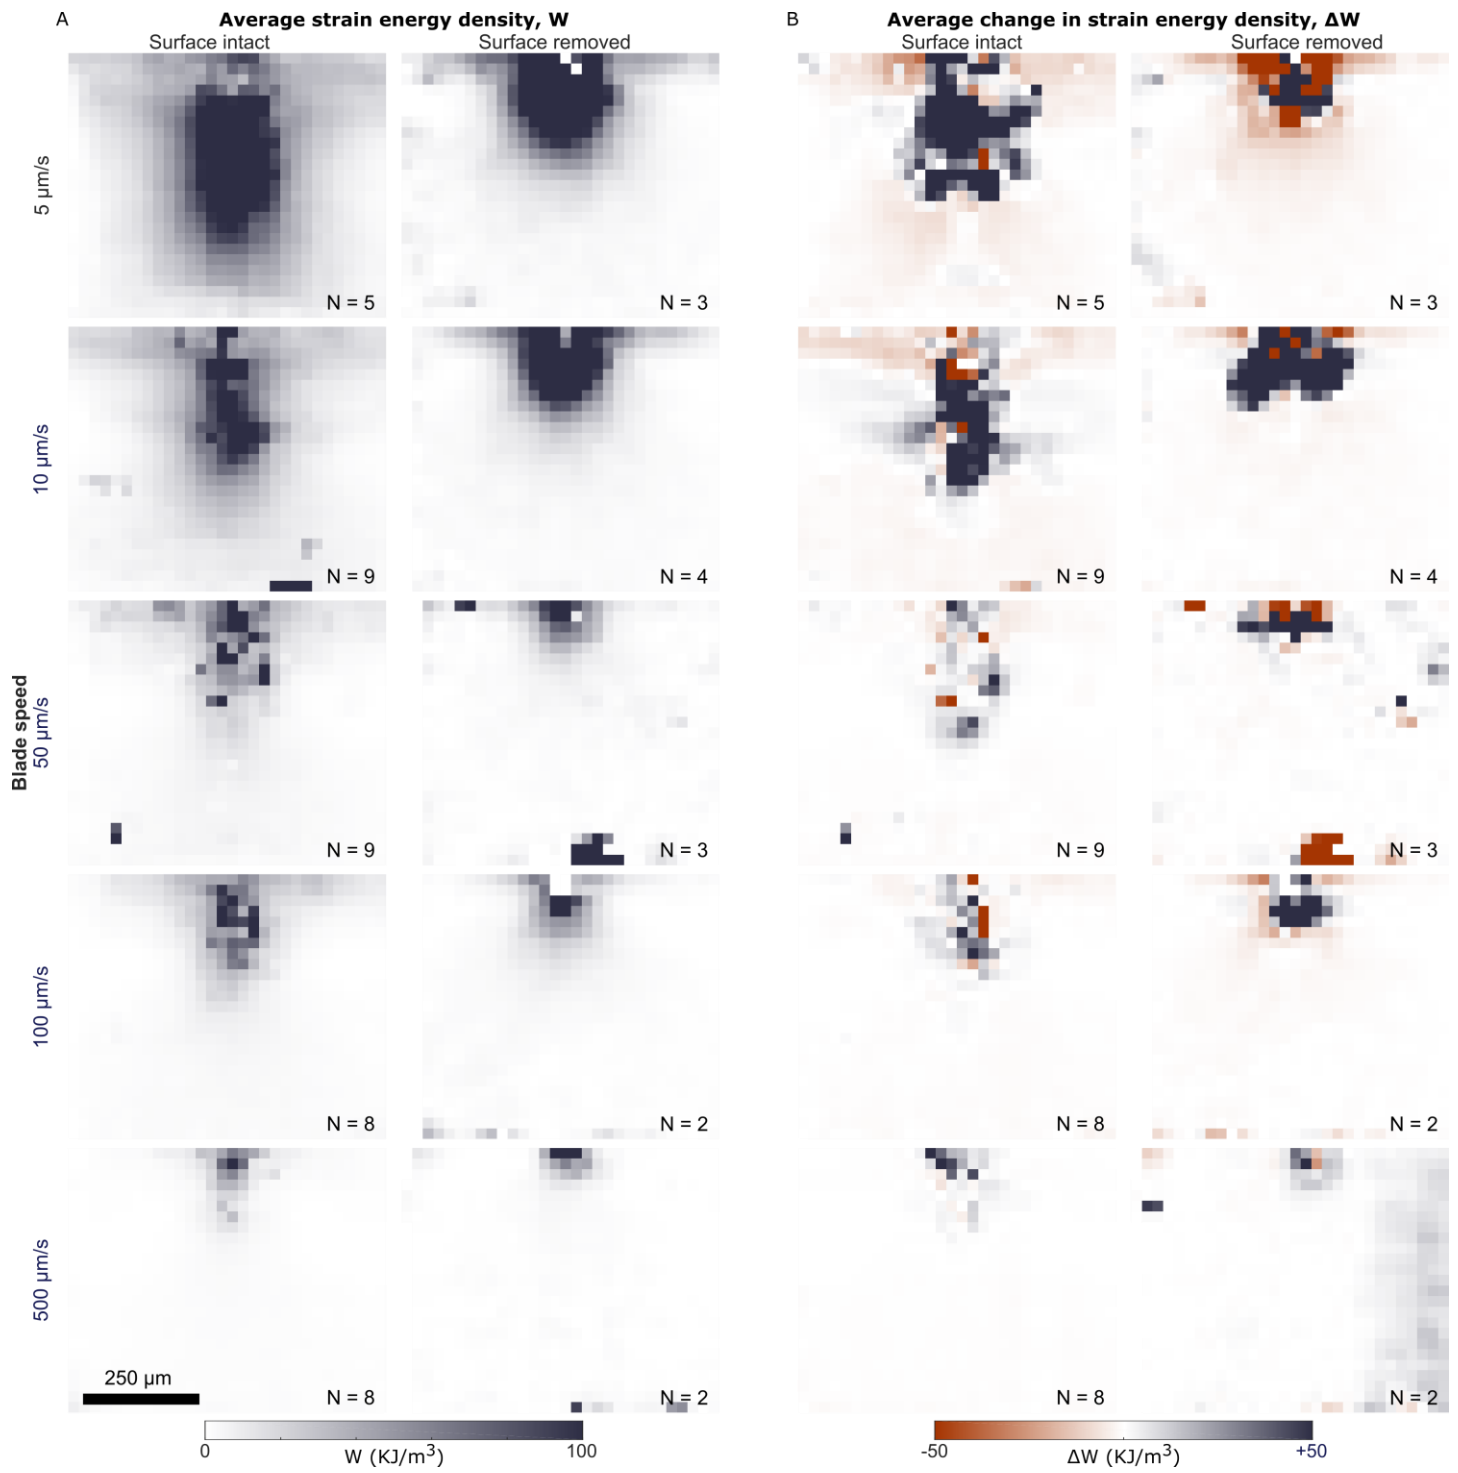 A
Average strain energy density, W
B
Average change in strain energy density, ΔW
Surface intact
Surface removed
Surface intact
Surface removed
Blade speed
5 µm/s
N = 5
N = 3
N = 5
N = 3
10 µm/s
N = 9
N = 4
N = 9
N = 4
50 µm/s
N = 9
N = 3
N = 9
N = 3
100 µm/s
N = 8
N = 2
N = 8
N = 2
500 µm/s
250 µm
N = 8
N = 2
N = 8
N = 2
0
W (KJ/m³)
100
-50
ΔW (KJ/m³)
+50